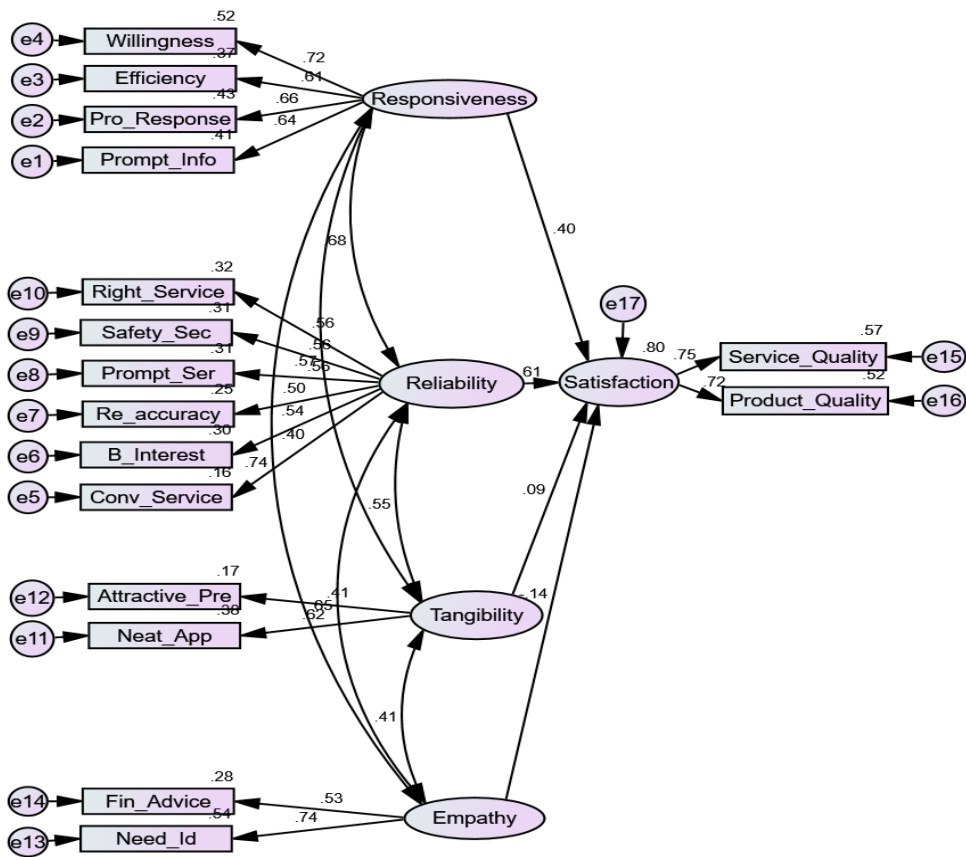 .52
e4 Willingness
.72
.37
e3 Efficiency
.61
.43
e2 Pro_Response
.66
.41
e1 Prompt_Info
.64
Responsiveness
.68
.40
.32
e10 Right_Service
.56
.31
e9 Safety_Sec
.56
.31
e8 Prompt_Ser
.57
.56
.25
e7 Re_accuracy
.50
.30
e6 B_Interest
.54
.16
e5 Conv_Service
.40
.74
Reliability
.61
e17
.80
Satisfaction
.75
.57
Service_Quality e15
.72
.52
Product_Quality e16
.55
.09
.17
e12 Attractive_Pre
.41
.65
.38
e11 Neat_App
.62
Tangibility
-.14
.41
.28
e14 Fin_Advice
.53
.54
e13 Need_Id
.74
Empathy